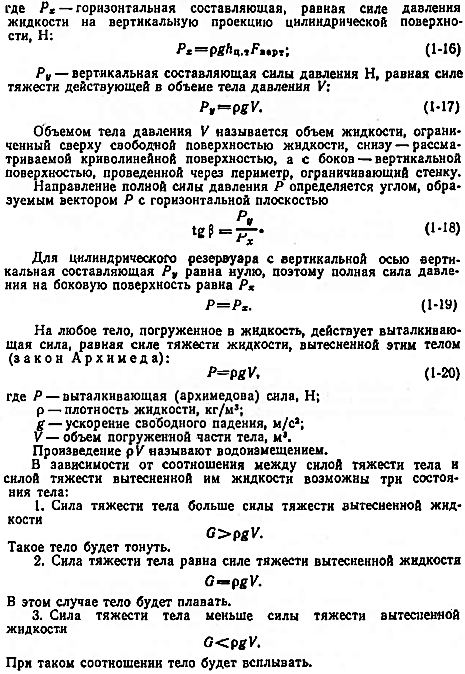 где Pₓ — горизонтальная составляющая, равная силе давления
жидкости на вертикальную проекцию цилиндрической поверхно-
сти, Н:
Pₓ=ρghц.тFверт; (1-16)
Pᵧ — вертикальная составляющая силы давления Н, равная силе
тяжести действующей в объеме тела давления V:
Pᵧ=ρgV. (1-17)
Объемом тела давления V называется объем жидкости, ограни-
ченный сверху свободной поверхностью жидкости, снизу — рассма-
триваемой криволинейной поверхностью, а с боков — вертикальной
поверхностью, проведенной через периметр, ограничивающий стенку.
Направление полной силы давления P определяется углом, обра-
зуемым вектором P с горизонтальной плоскостью
tg β = Pᵧ/Pₓ. (1-18)
Для цилиндрического резервуара с вертикальной осью верти-
кальная составляющая Pᵧ равна нулю, поэтому полная сила давле-
ния на боковую поверхность равна Pₓ
P=Pₓ. (1-19)
На любое тело, погруженное в жидкость, действует выталкиваю-
щая сила, равная силе тяжести жидкости, вытесненной этим телом
(закон Архимеда):
P=ρgV, (1-20)
где P — выталкивающая (архимедова) сила, Н;
ρ — плотность жидкости, кг/м³;
g — ускорение свободного падения, м/с²;
V — объем погруженной части тела, м³.
Произведение ρV называют водоизмещением.
В зависимости от соотношения между силой тяжести тела и
силой тяжести вытесненной им жидкости возможны три состоя-
ния тела:
1. Сила тяжести тела больше силы тяжести вытесненной жид-
кости
G>ρgV.
Такое тело будет тонуть.
2. Сила тяжести тела равна силе тяжести вытесненной жидкости
G=ρgV.
В этом случае тело будет плавать.
3. Сила тяжести тела меньше силы тяжести вытесненной
жидкости
G<ρgV.
При таком соотношении тело будет всплывать.